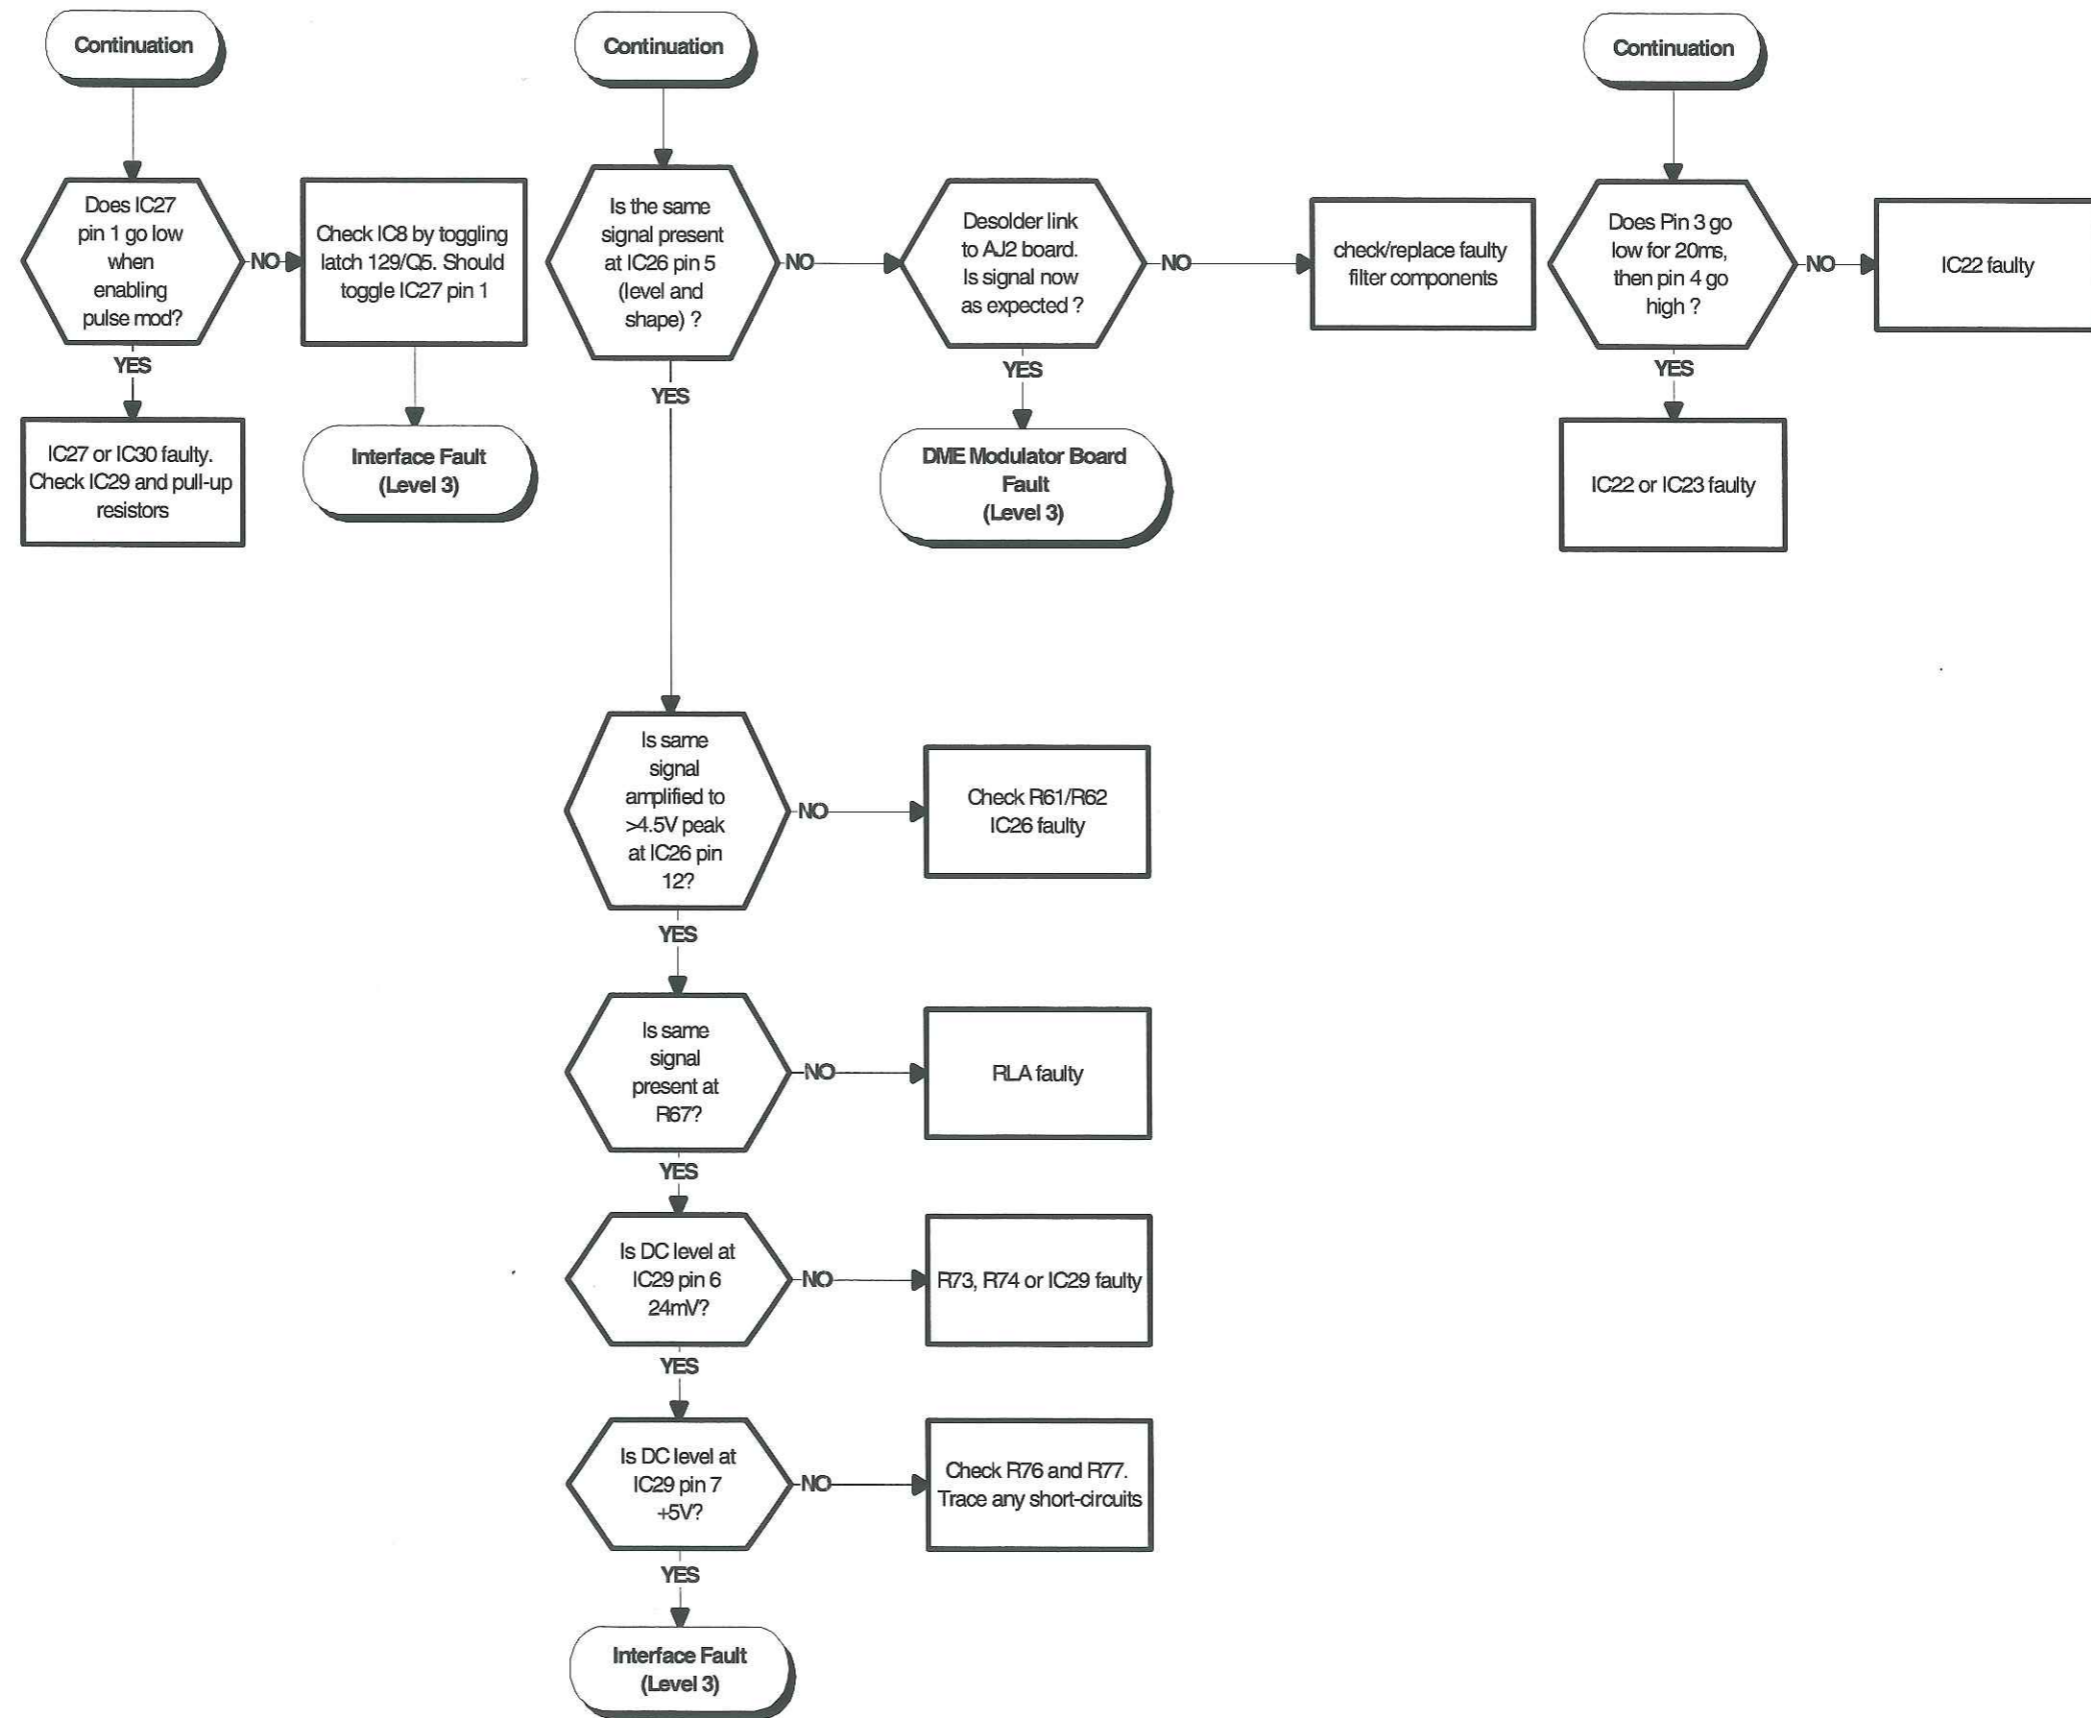 Continuation
Does IC27
pin 1 go low
when
enabling
pulse mod?
NO
Check IC8 by toggling
latch 129/Q5. Should
toggle IC27 pin 1
YES
IC27 or IC30 faulty.
Check IC29 and pull-up
resistors
Interface Fault
(Level 3)
Continuation
Is the same
signal present
at IC26 pin 5
(level and
shape) ?
NO
Desolder link
to AJ2 board.
Is signal now
as expected ?
NO
check/replace faulty
filter components
YES
DME Modulator Board
Fault
(Level 3)
YES
Is same
signal
amplified to
>4.5V peak
at IC26 pin
12?
NO
Check R61/R62
IC26 faulty
YES
Is same
signal
present at
R67?
NO
RLA faulty
YES
Is DC level at
IC29 pin 6
24mV?
NO
R73, R74 or IC29 faulty
YES
Is DC level at
IC29 pin 7
+5V?
NO
Check R76 and R77.
Trace any short-circuits
YES
Interface Fault
(Level 3)
Continuation
Does Pin 3 go
low for 20ms,
then pin 4 go
high ?
NO
IC22 faulty
YES
IC22 or IC23 faulty